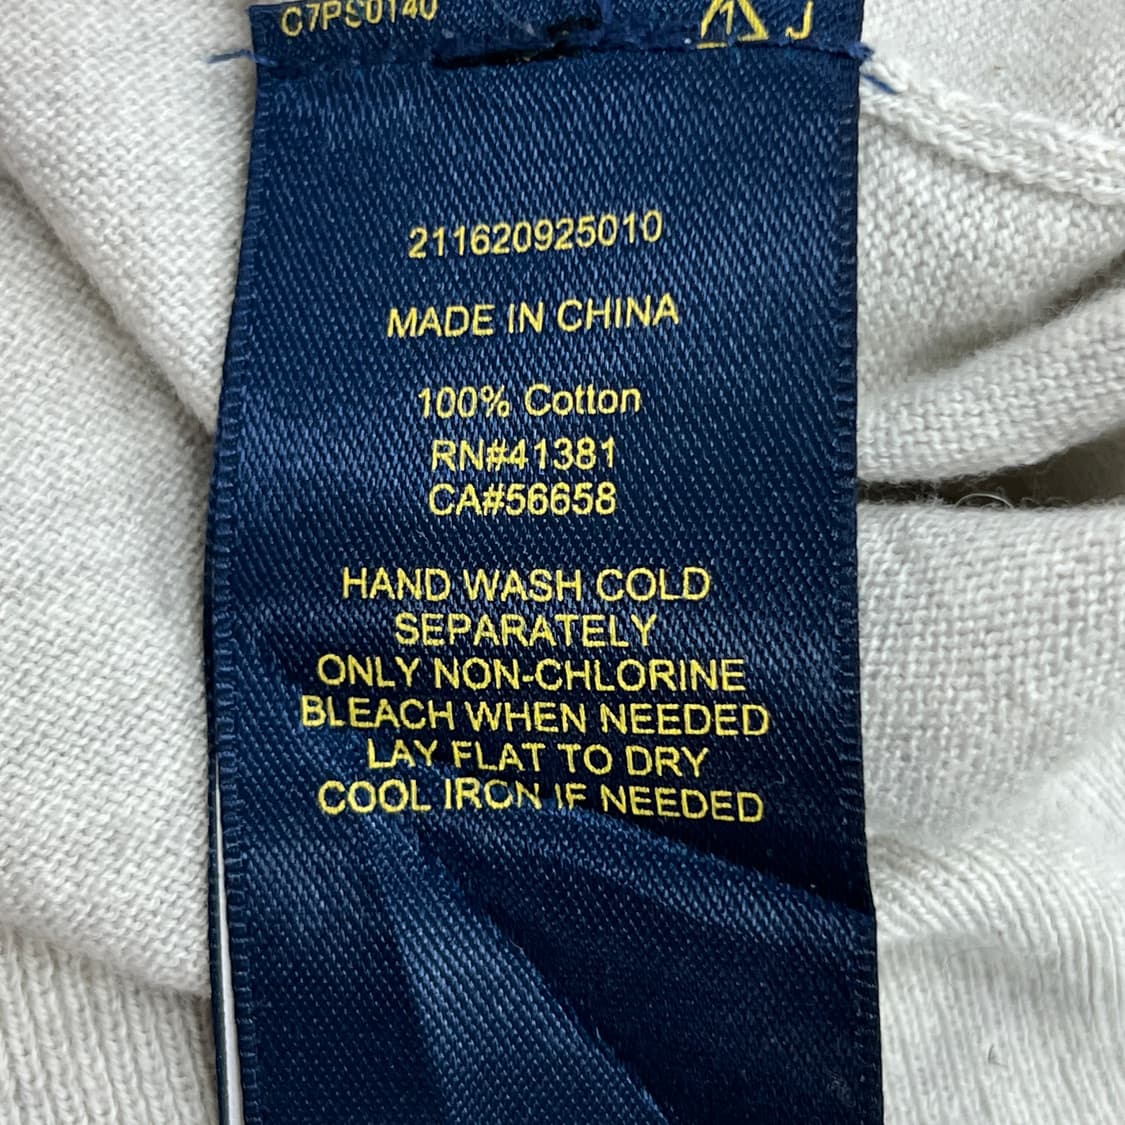 1 J
211620925010
MADE IN CHINA
100% Cotton
RN#41381
CA#56658
HAND WASH COLD
SEPARATELY
ONLY NON-CHLORINE
BLEACH WHEN NEEDED
LAY FLAT TO DRY
COOL IRON IF NEEDED